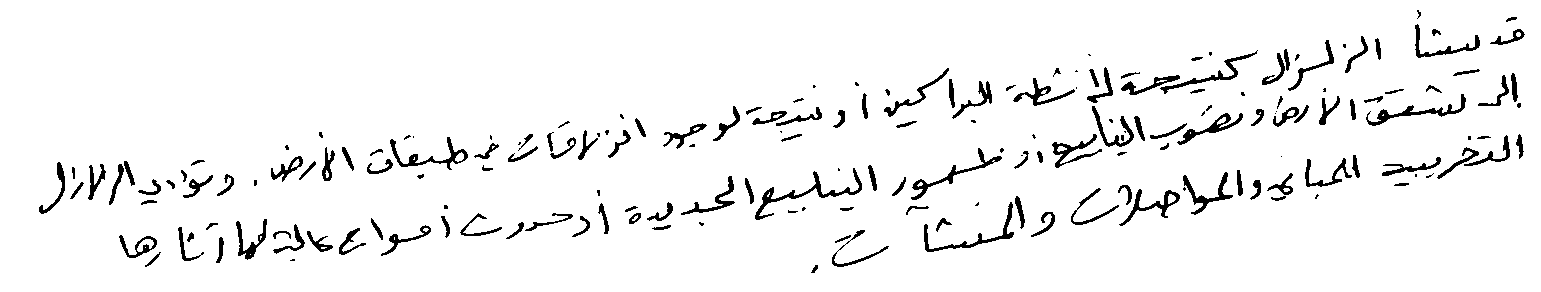 قد ينشأ الزلزال كنتيجة لأنشطة البراكين أو نتيجة لوجود انزلاقات في طبقات الأرض. وتؤدي الزلازل
إلى تشقق الأرض ونضوب الينابيع أو ظهور الينابيع الجديدة أو حدوث أمواج عالية لها آثارها
التخريبية للمباني والمواصلات والمنشآت.